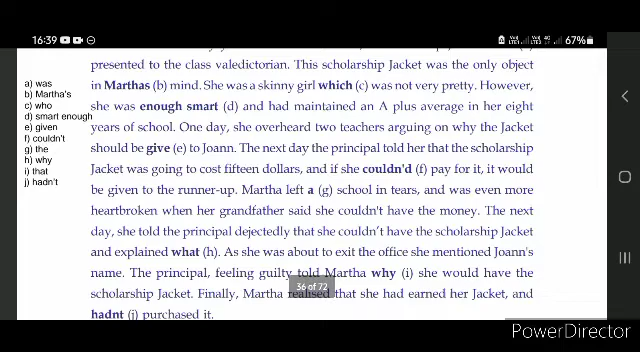 16:39
67%
presented to the class valedictorian. This scholarship Jacket was the only object
a) was
in Marthas (b) mind. She was a skinny girl which (c) was not very pretty. However,
b) Martha's
c) who
she was enough smart (d) and had maintained an A plus average in her eight
d) smart enough
years of school. One day, she overheard two teachers arguing on why the Jacket
e) given
f) couldn't
should be give (e) to Joann. The next day the principal told her that the scholarship
g) the
h) why
Jacket was going to cost fifteen dollars, and if she couldn'd (f) pay for it, it would
i) that
j) hadn't
be given to the runner-up. Martha left a (g) school in tears, and was even more
heartbroken when her grandfather said she couldn't have the money. The next
day, she told the principal dejectedly that she couldn't have the scholarship Jacket
and explained what (h). As she was about to exit the office she mentioned Joann's
name. The principal, feeling guilty told Martha why (i) she would have the
36 of 72
scholarship Jacket. Finally, Martha realised that she had earned her Jacket, and
hadnt (j) purchased it.
PowerDirector